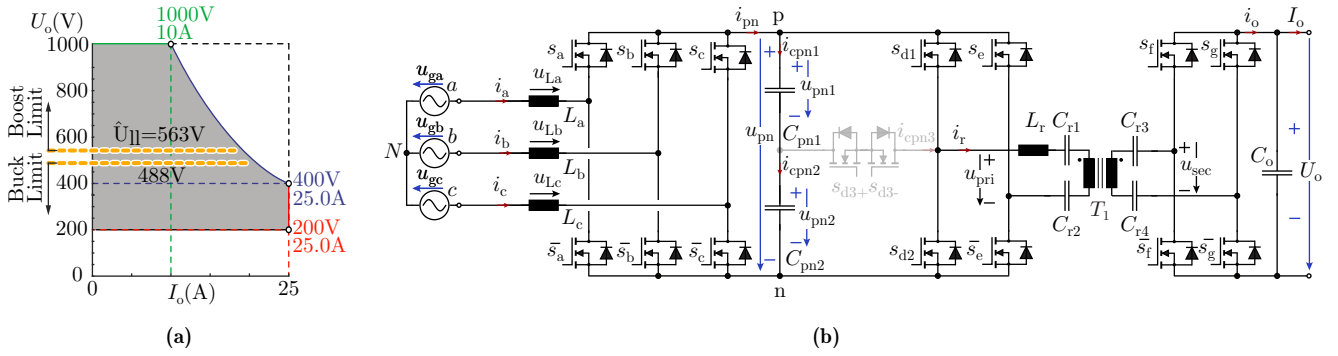 U_o(V)
1000V
10A
1000
800
600
400
200
0
0
I_o(A)
25
Boost
Limit
Buck
Limit
Û_ll=563V
488V
400V
25.0A
200V
25.0A
(a)
i_pn
p
s_a
s_b
s_c
i_cpn1
u_ga
a
i_a
u_La
L_a
u_gb
b
i_b
u_Lb
L_b
N
u_gc
c
i_c
u_Lc
L_c
s̄_a
s̄_b
s̄_c
u_pn
+
−
+
u_pn1
−
C_pn1
i_cpn2
+
u_pn2
−
C_pn2
n
s_d1
s_e
i_cpn3
s_d3+
s_d3-
i_r
+
u_pri
−
s_d2
s̄_e
L_r
C_r1
C_r2
T_1
C_r3
C_r4
+
u_sec
−
s_f
s_g
s̄_f
s̄_g
i_o
I_o
C_o
+
U_o
−
(b)